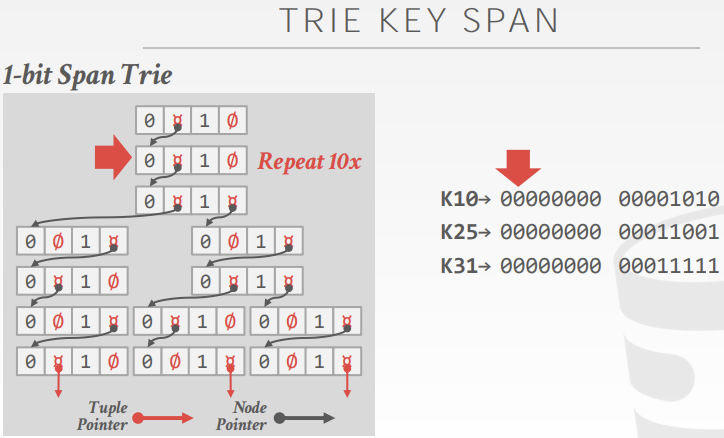 TRIE KEY SPAN
1-bit Span Trie
0 ¤ 1 Ø
0 ¤ 1 Ø
Repeat 10x
0 ¤ 1 ¤
0 Ø 1 ¤ 0 Ø 1 ¤
0 ¤ 1 Ø 0 ¤ 1 ¤
0 Ø 1 ¤ 0 ¤ 1 Ø 0 Ø 1 ¤
0 ¤ 1 Ø 0 Ø 1 ¤ 0 Ø 1 ¤
Tuple
Pointer
Node
Pointer
K10→ 00000000 00001010
K25→ 00000000 00011001
K31→ 00000000 00011111